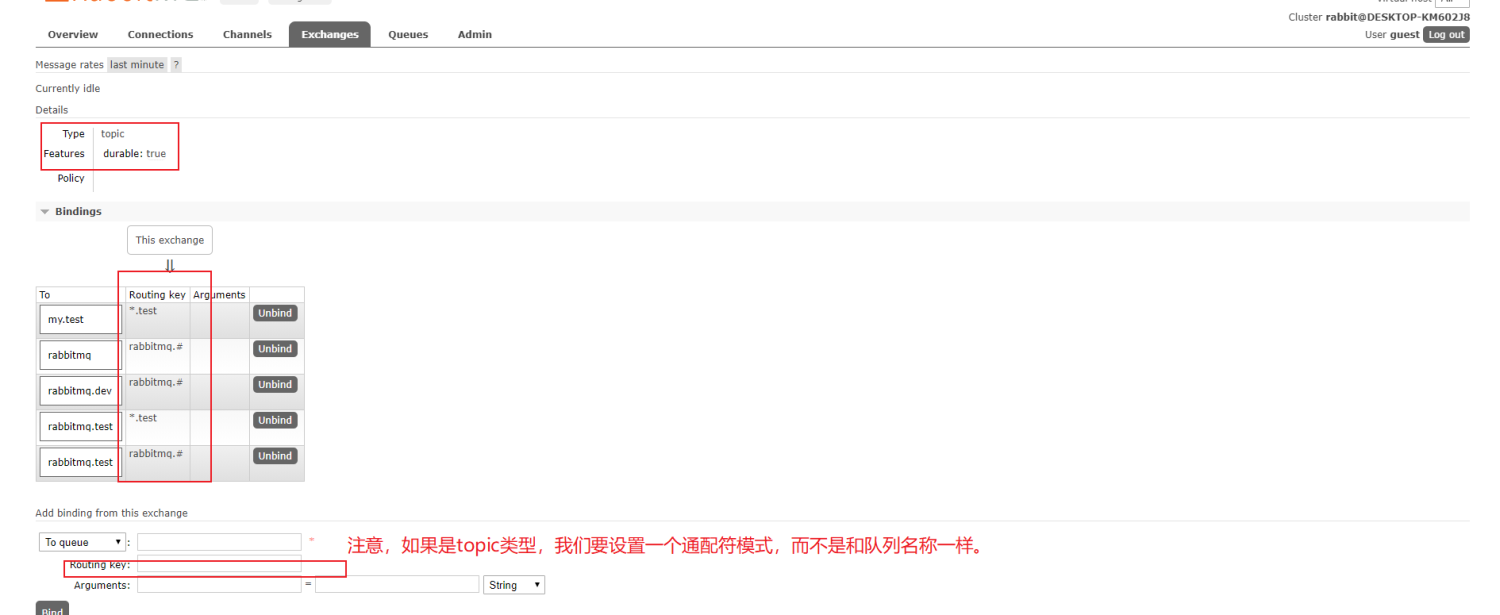 Cluster rabbit@DESKTOP-KM602J8
Overview Connections Channels Exchanges Queues Admin
User guest Log out
Message rates last minute ?
Currently idle
Details
Type topic
Features durable: true
Policy
Bindings
This exchange
⇓
To Routing key Arguments
my.test *.test Unbind
rabbitmq rabbitmq.# Unbind
rabbitmq.dev rabbitmq.# Unbind
rabbitmq.test *.test Unbind
rabbitmq.test rabbitmq.# Unbind
Add binding from this exchange
To queue : *
注意，如果是topic类型，我们要设置一个通配符模式，而不是和队列名称一样。
Routing key:
Arguments: = String
Bind